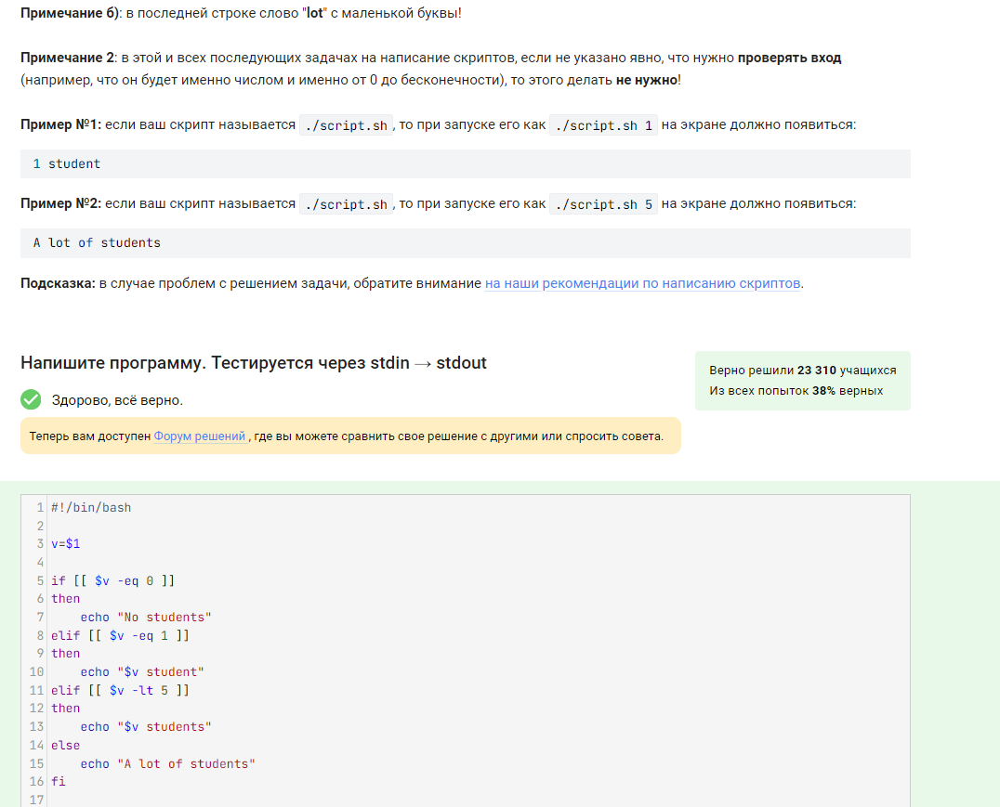 Примечание б): в последней строке слово "lot" с маленькой буквы!
Примечание 2: в этой и всех последующих задачах на написание скриптов, если не указано явно, что нужно проверять вход
(например, что он будет именно числом и именно от 0 до бесконечности), то этого делать не нужно!
Пример №1: если ваш скрипт называется ./script.sh, то при запуске его как ./script.sh 1 на экране должно появиться:
1 student
Пример №2: если ваш скрипт называется ./script.sh, то при запуске его как ./script.sh 5 на экране должно появиться:
A lot of students
Подсказка: в случае проблем с решением задачи, обратите внимание на наши рекомендации по написанию скриптов.
Напишите программу. Тестируется через stdin → stdout
Верно решили 23 310 учащихся
Из всех попыток 38% верных
Здорово, всё верно.
Теперь вам доступен Форум решений , где вы можете сравнить свое решение с другими или спросить совета.
1 #!/bin/bash
2
3 v=$1
4
5 if [[ $v -eq 0 ]]
6 then
7     echo "No students"
8 elif [[ $v -eq 1 ]]
9 then
10     echo "$v student"
11 elif [[ $v -lt 5 ]]
12 then
13     echo "$v students"
14 else
15     echo "A lot of students"
16 fi
17